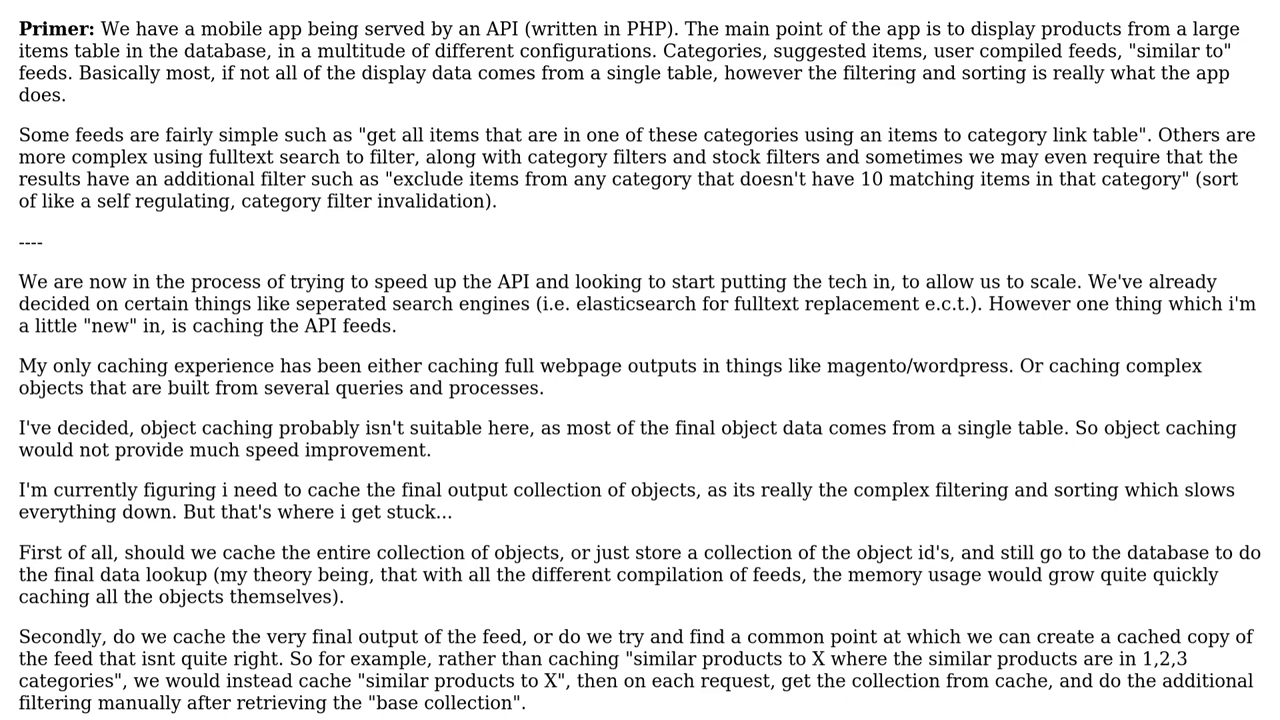 Primer: We have a mobile app being served by an API (written in PHP). The main point of the app is to display products from a large
items table in the database, in a multitude of different configurations. Categories, suggested items, user compiled feeds, "similar to"
feeds. Basically most, if not all of the display data comes from a single table, however the filtering and sorting is really what the app
does.
Some feeds are fairly simple such as "get all items that are in one of these categories using an items to category link table". Others are
more complex using fulltext search to filter, along with category filters and stock filters and sometimes we may even require that the
results have an additional filter such as "exclude items from any category that doesn't have 10 matching items in that category" (sort
of like a self regulating, category filter invalidation).
----
We are now in the process of trying to speed up the API and looking to start putting the tech in, to allow us to scale. We've already
decided on certain things like seperated search engines (i.e. elasticsearch for fulltext replacement e.c.t.). However one thing which i'm
a little "new" in, is caching the API feeds.
My only caching experience has been either caching full webpage outputs in things like magento/wordpress. Or caching complex
objects that are built from several queries and processes.
I've decided, object caching probably isn't suitable here, as most of the final object data comes from a single table. So object caching
would not provide much speed improvement.
I'm currently figuring i need to cache the final output collection of objects, as its really the complex filtering and sorting which slows
everything down. But that's where i get stuck...
First of all, should we cache the entire collection of objects, or just store a collection of the object id's, and still go to the database to do
the final data lookup (my theory being, that with all the different compilation of feeds, the memory usage would grow quite quickly
caching all the objects themselves).
Secondly, do we cache the very final output of the feed, or do we try and find a common point at which we can create a cached copy of
the feed that isnt quite right. So for example, rather than caching "similar products to X where the similar products are in 1,2,3
categories", we would instead cache "similar products to X", then on each request, get the collection from cache, and do the additional
filtering manually after retrieving the "base collection".